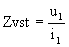 Zvst = u₁ / i₁